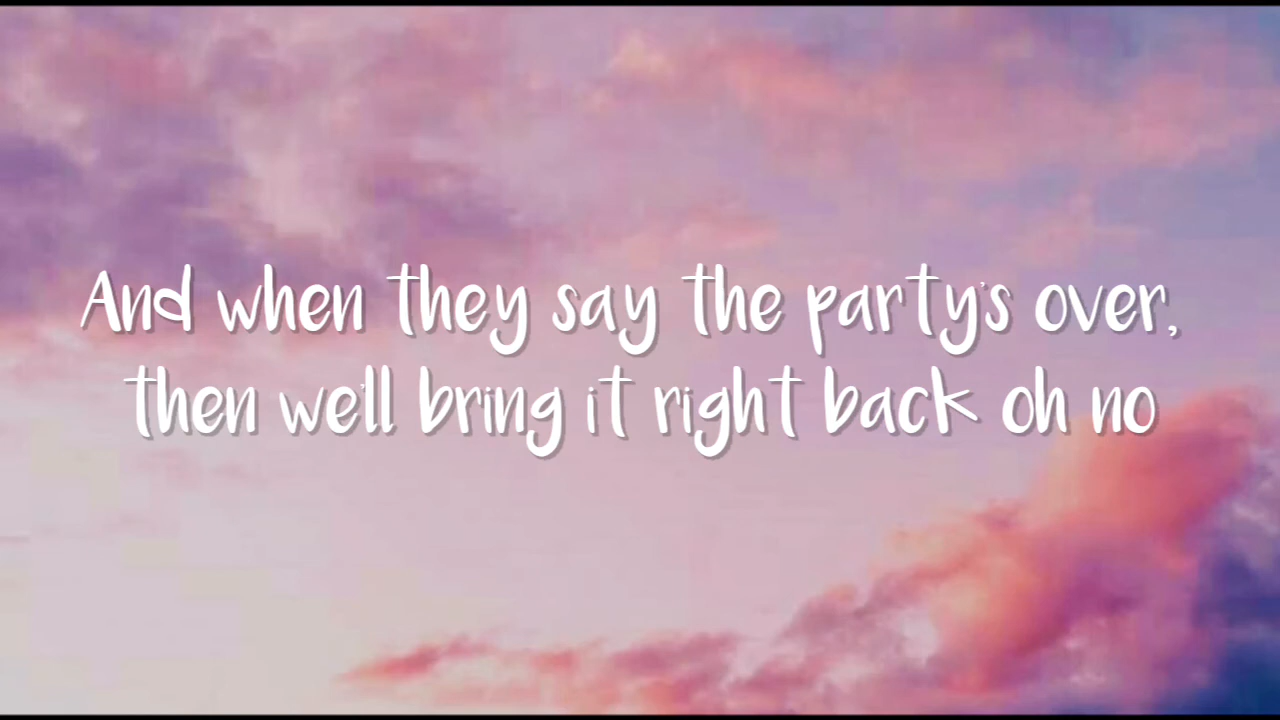 And when they say the party's over,
then we'll bring it right back oh no